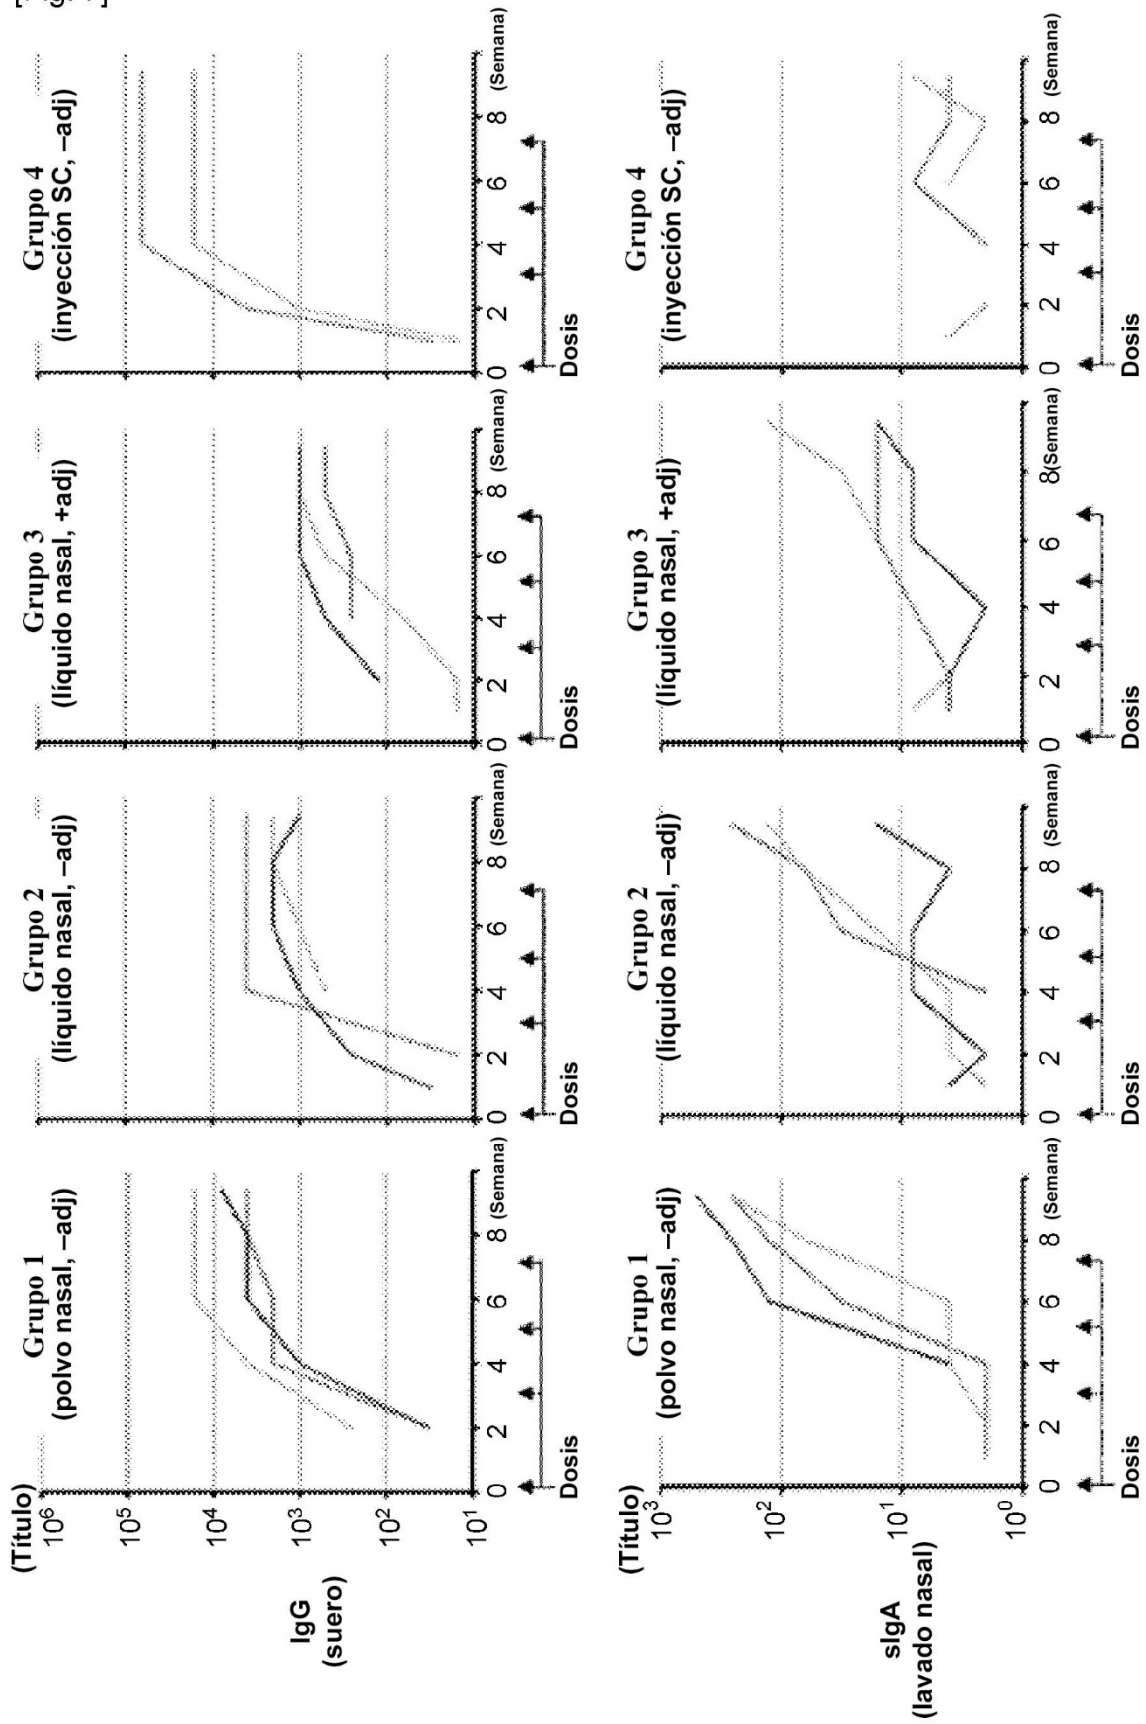 (Título)
Grupo 1
(polvo nasal, –adj)
Grupo 2
(líquido nasal, –adj)
Grupo 3
(líquido nasal, +adj)
Grupo 4
(inyección SC, –adj)
10⁶
10⁵
10⁴
10³
10²
10¹
IgG
(suero)
0 2 4 6 8 (Semana)
0 2 4 6 8 (Semana)
0 2 4 6 8 (Semana)
0 2 4 6 8 (Semana)
Dosis
Dosis
Dosis
Dosis
(Título)
Grupo 1
(polvo nasal, –adj)
Grupo 2
(líquido nasal, –adj)
Grupo 3
(líquido nasal, +adj)
Grupo 4
(inyección SC, –adj)
10³
10²
10¹
10⁰
sIgA
(lavado nasal)
0 2 4 6 8 (Semana)
0 2 4 6 8 (Semana)
0 2 4 6 8(Semana)
0 2 4 6 8 (Semana)
Dosis
Dosis
Dosis
Dosis